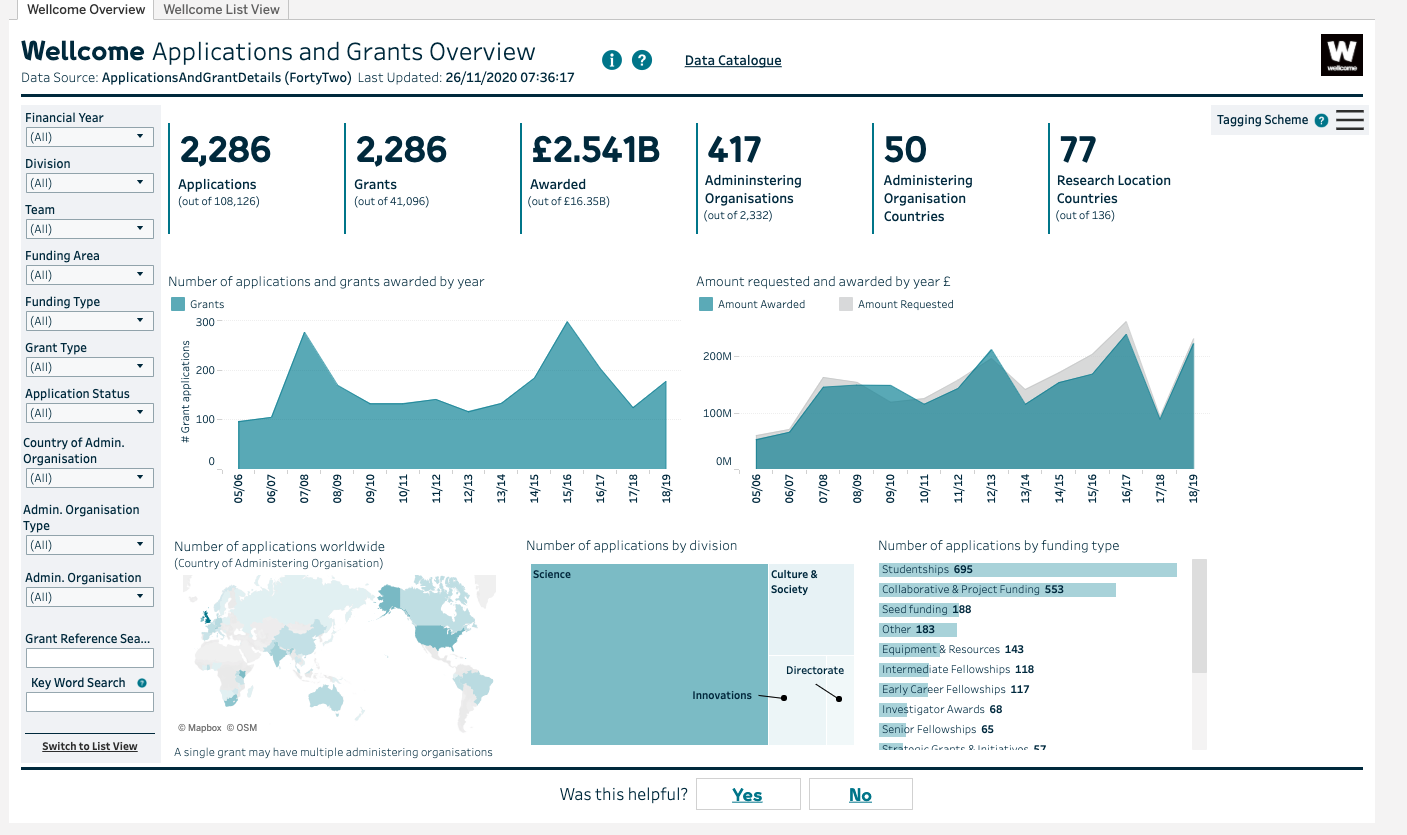 Wellcome Overview
Wellcome List View
Wellcome Applications and Grants Overview
Data Source: ApplicationsAndGrantDetails (FortyTwo) Last Updated: 26/11/2020 07:36:17
i
?
Data Catalogue
W
wellcome
Tagging Scheme ?
Financial Year
(All)
Division
(All)
Team
(All)
Funding Area
(All)
Funding Type
(All)
Grant Type
(All)
Application Status
(All)
Country of Admin.
Organisation
(All)
Admin. Organisation
Type
(All)
Admin. Organisation
(All)
Grant Reference Sea...
Key Word Search ?
Switch to List View
2,286
Applications
(out of 108,126)
2,286
Grants
(out of 41,096)
£2.541B
Awarded
(out of £16.35B)
417
Admininstering
Organisations
(out of 2,332)
50
Administering
Organisation
Countries
77
Research Location
Countries
(out of 136)
Number of applications and grants awarded by year
Grants
# Grant applications
300
200
100
0
05/06
06/07
07/08
08/09
09/10
10/11
11/12
12/13
13/14
14/15
15/16
16/17
17/18
18/19
Amount requested and awarded by year £
Amount Awarded
Amount Requested
200M
100M
0M
05/06
06/07
07/08
08/09
09/10
10/11
11/12
12/13
13/14
14/15
15/16
16/17
17/18
18/19
Number of applications worldwide
(Country of Administering Organisation)
© Mapbox © OSM
A single grant may have multiple administering organisations
Number of applications by division
Science
Culture &
Society
Directorate
Innovations
Number of applications by funding type
Studentships 695
Collaborative & Project Funding 553
Seed funding 188
Other 183
Equipment & Resources 143
Intermediate Fellowships 118
Early Career Fellowships 117
Investigator Awards 68
Senior Fellowships 65
Strategic Grants & Initiatives 57
Was this helpful?
Yes
No